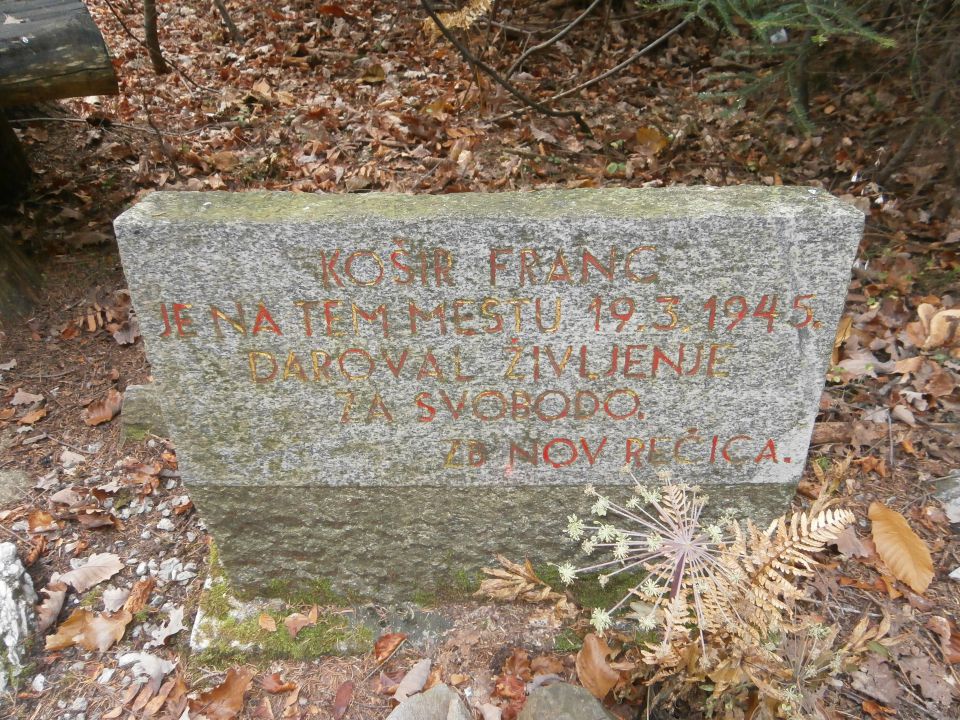 KOŠIR FRANC
JE NA TEM MESTU 19.3.1945.
DAROVAL ŽIVLJENJE
ZA SVOBODO.
ZB NOV REČICA.